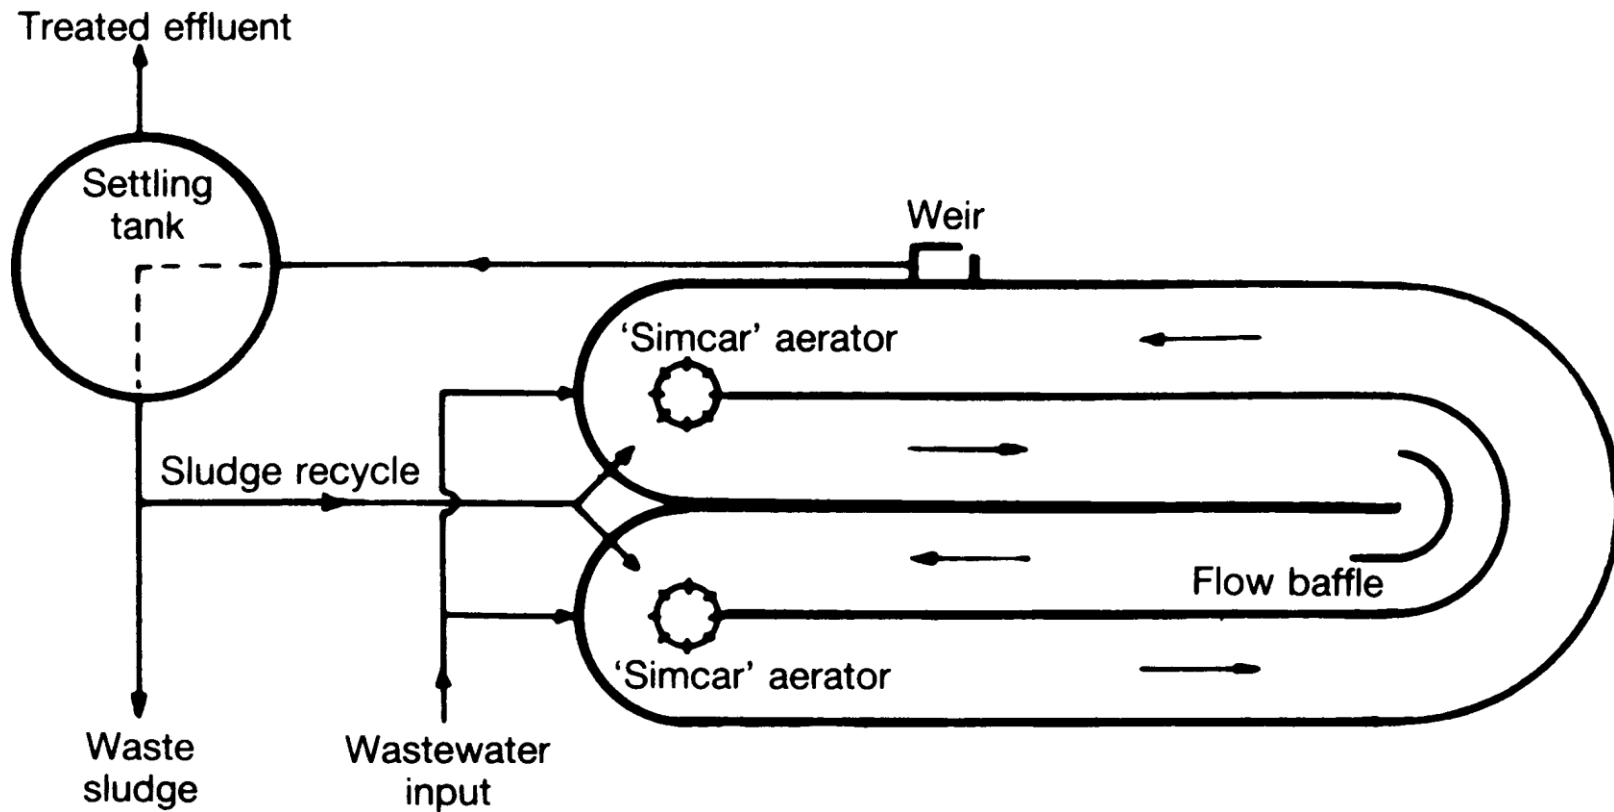 Treated effluent
Settling
tank
Weir
'Simcar' aerator
Sludge recycle
Flow baffle
'Simcar' aerator
Waste
sludge
Wastewater
input